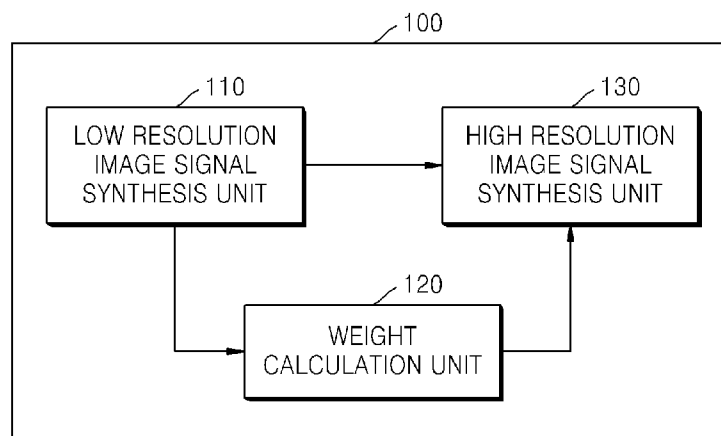 100
110
LOW RESOLUTION
IMAGE SIGNAL
SYNTHESIS UNIT
130
HIGH RESOLUTION
IMAGE SIGNAL
SYNTHESIS UNIT
120
WEIGHT
CALCULATION UNIT